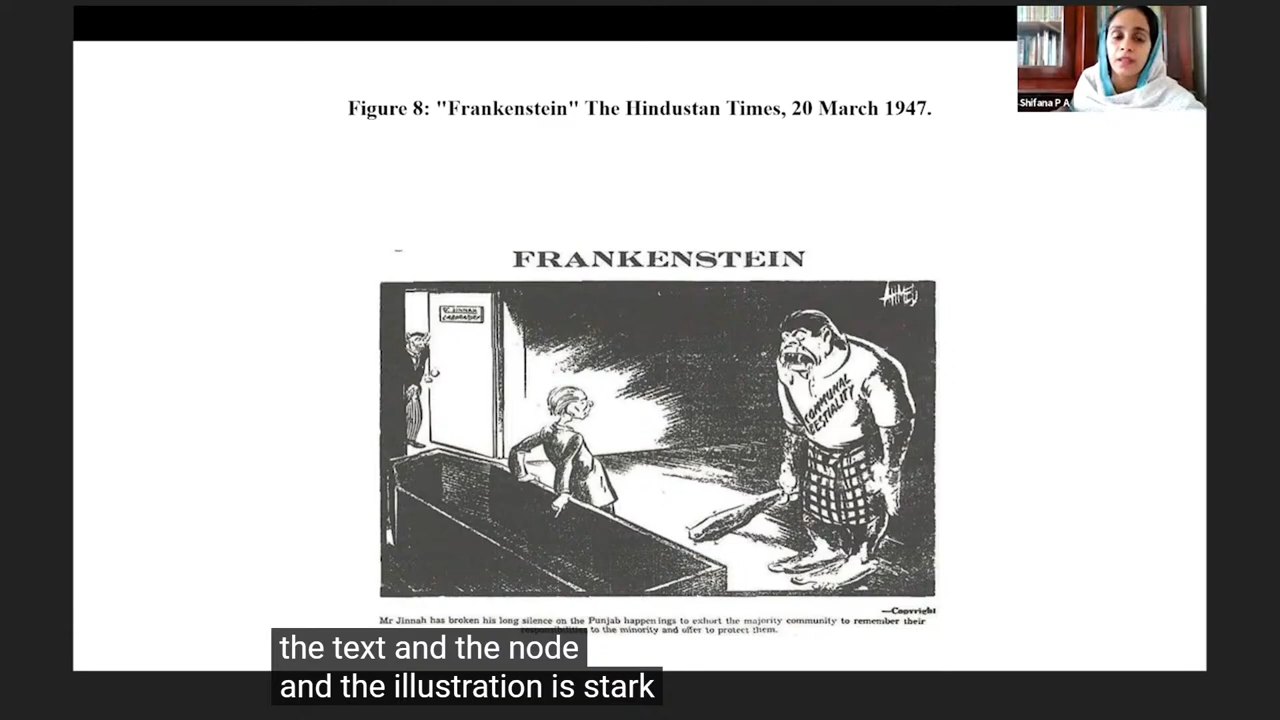 Figure 8: "Frankenstein" The Hindustan Times, 20 March 1947.
Shifana P A
FRANKENSTEIN
AHMED
COMMUNAL
BESTIALITY
—Copyright
Mr Jinnah has broken his long silence on the Punjab happenings to exhort the majority community to remember their
to the minority and offer to protect them.
the text and the node
and the illustration is stark